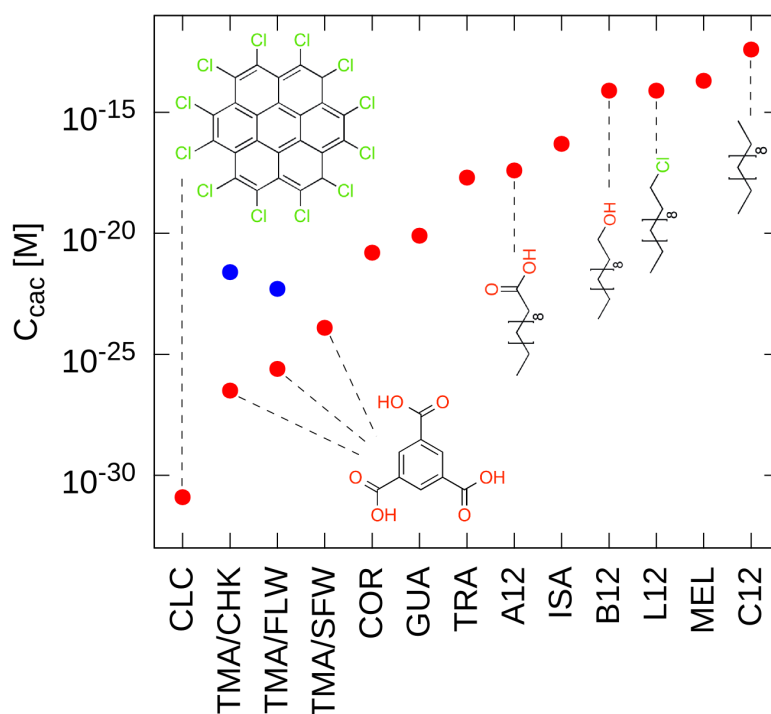 Cl Cl
Cl Cl
Cl Cl
Cl Cl
Cl Cl
Cl Cl
10-15
10-20
10-25
10-30
Ccac [M]
8
Cl
8
OH
8
OH
O
8
HO O
O OH
OH O
CLC
TMA/CHK
TMA/FLW
TMA/SFW
COR
GUA
TRA
A12
ISA
B12
L12
MEL
C12